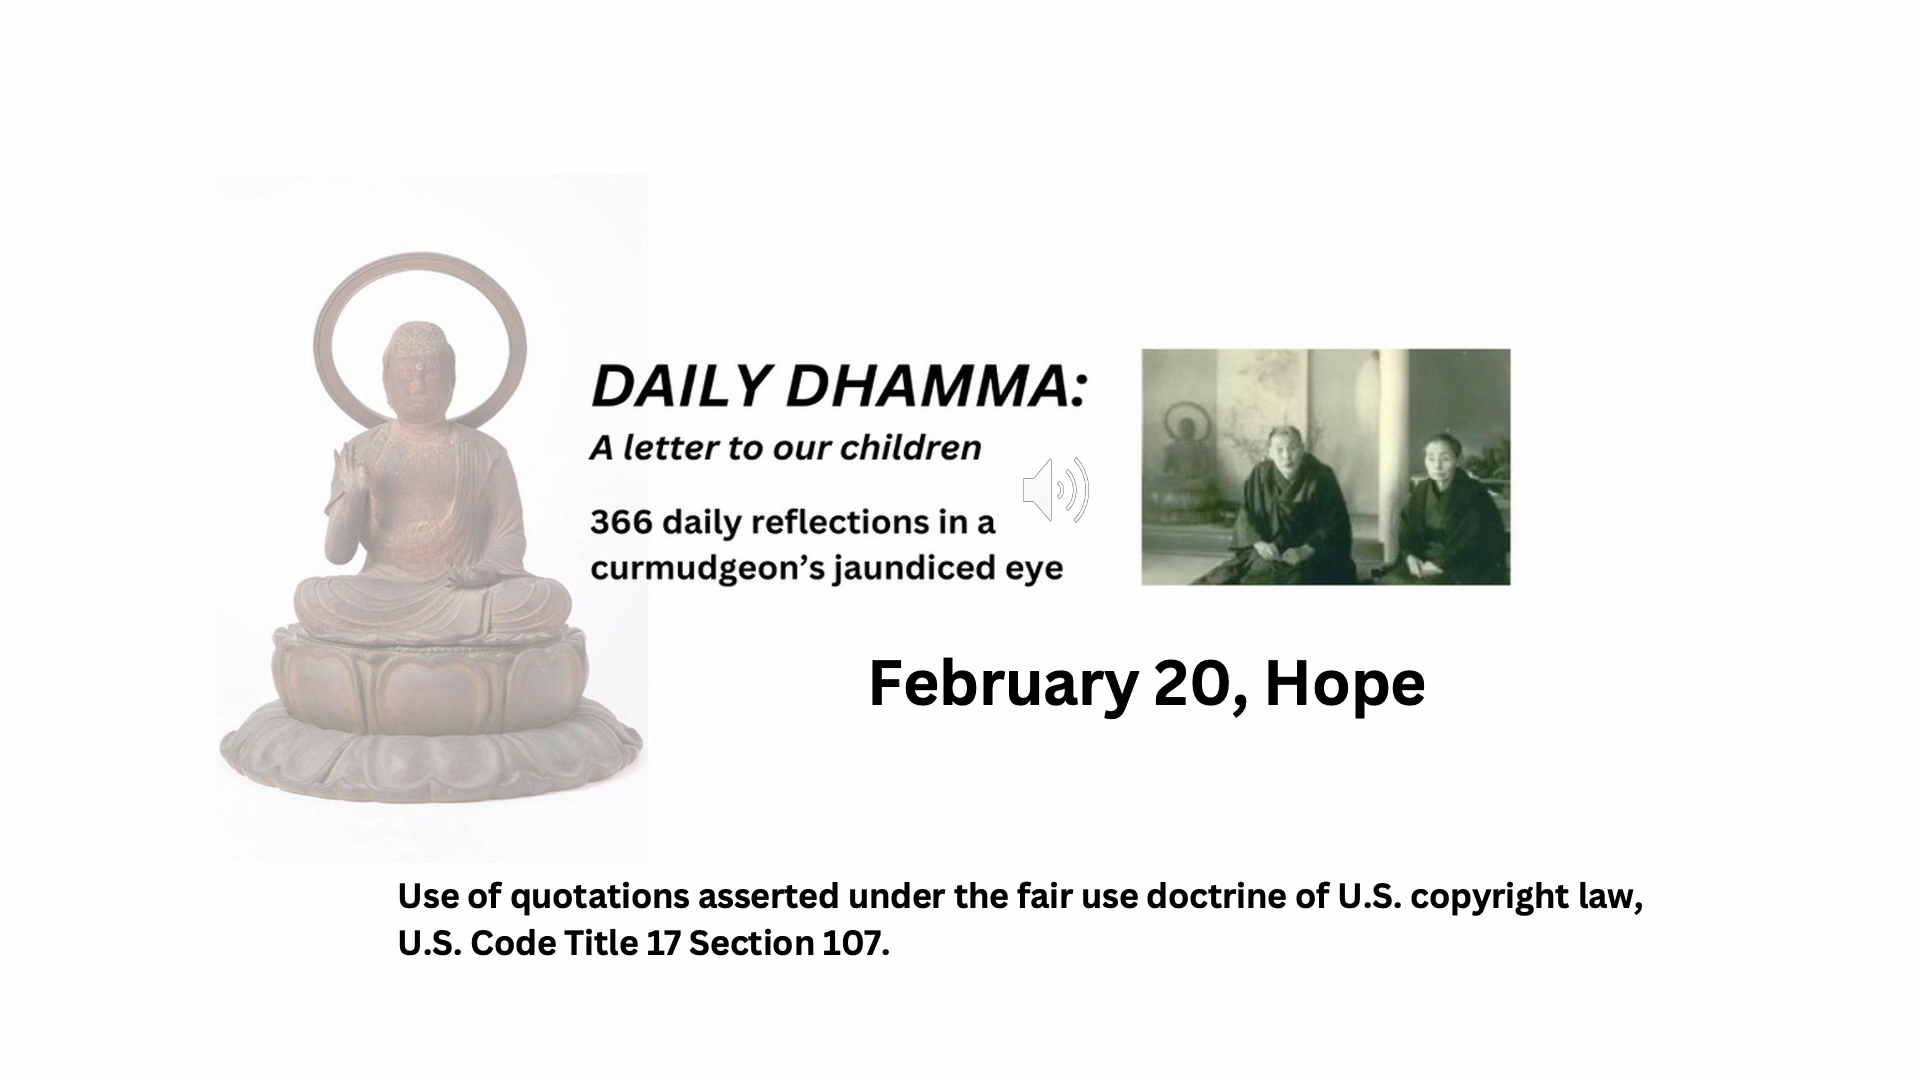 DAILY DHAMMA:
A letter to our children
366 daily reflections in a
curmudgeon’s jaundiced eye
February 20, Hope
Use of quotations asserted under the fair use doctrine of U.S. copyright law,
U.S. Code Title 17 Section 107.